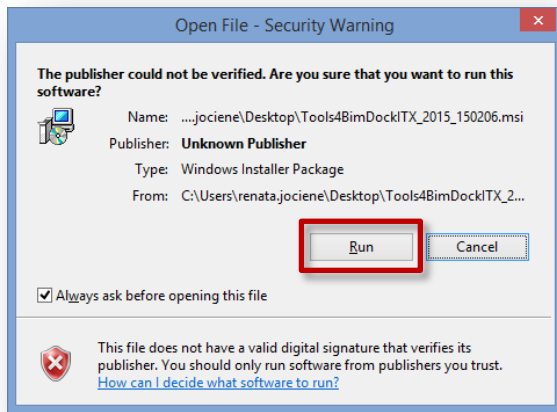 Open File - Security Warning
The publisher could not be verified. Are you sure that you want to run this
software?
Name: ....jociene\Desktop\Tools4BimDockITX_2015_150206.msi
Publisher: Unknown Publisher
Type: Windows Installer Package
From: C:\Users\renata.jociene\Desktop\Tools4BimDockITX_2...
Run Cancel
Always ask before opening this file
This file does not have a valid digital signature that verifies its
publisher. You should only run software from publishers you trust.
How can I decide what software to run?